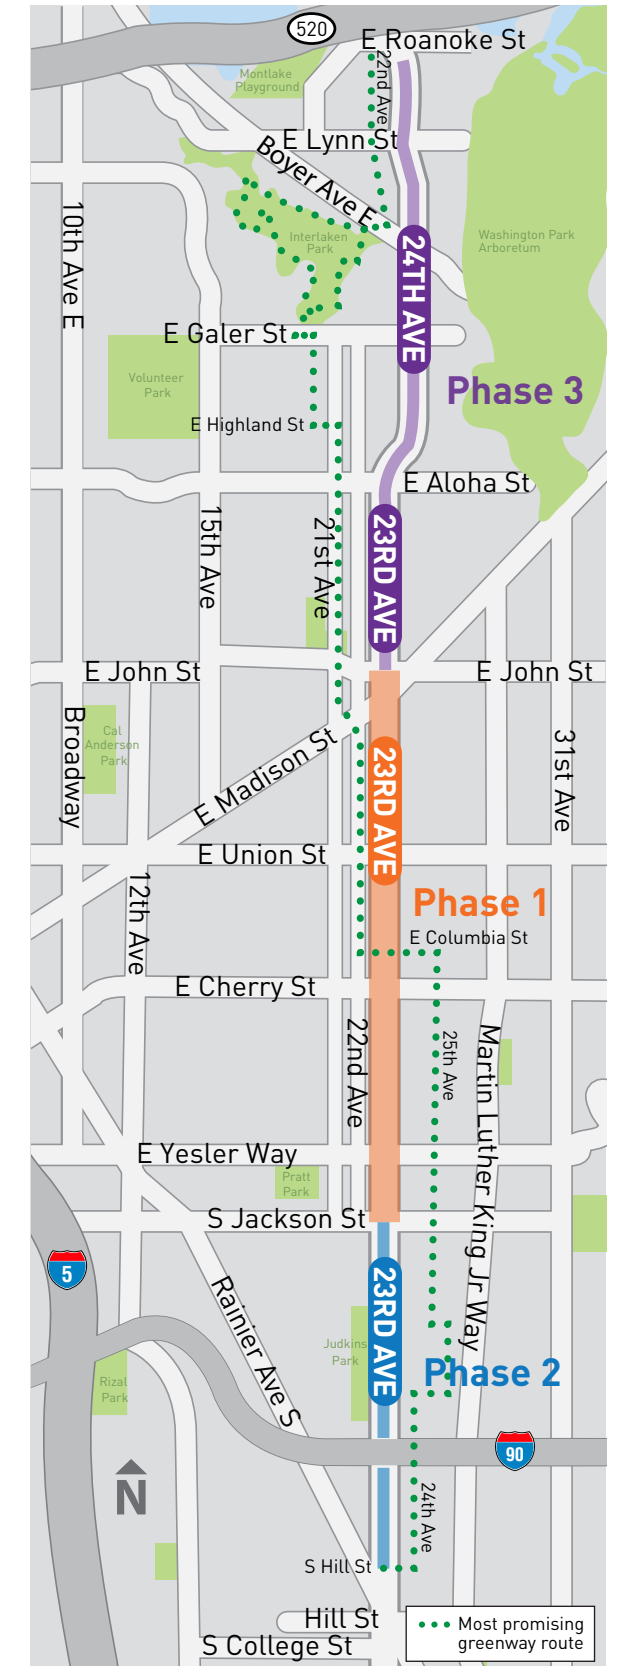 520
E Roanoke St
22nd Ave
Montlake
Playground
E Lynn St
Boyer Ave E
10th Ave E
Interlaken
Park
Washington Park
Arboretum
24TH AVE
E Galer St
Volunteer
Park
Phase 3
E Highland St
E Aloha St
15th Ave
21st Ave
23RD AVE
E John St
E John St
Broadway
Cal
Anderson
Park
E Madison St
23RD AVE
31st Ave
E Union St
12th Ave
Phase 1
E Columbia St
E Cherry St
22nd Ave
25th Ave
Martin Luther King Jr Way
E Yesler Way
Pratt
Park
S Jackson St
5
23RD AVE
Rainier Ave S
Judkins
Park
Phase 2
Rizal
Park
90
N
24th Ave
S Hill St
Hill St
S College St
Most promising
greenway route